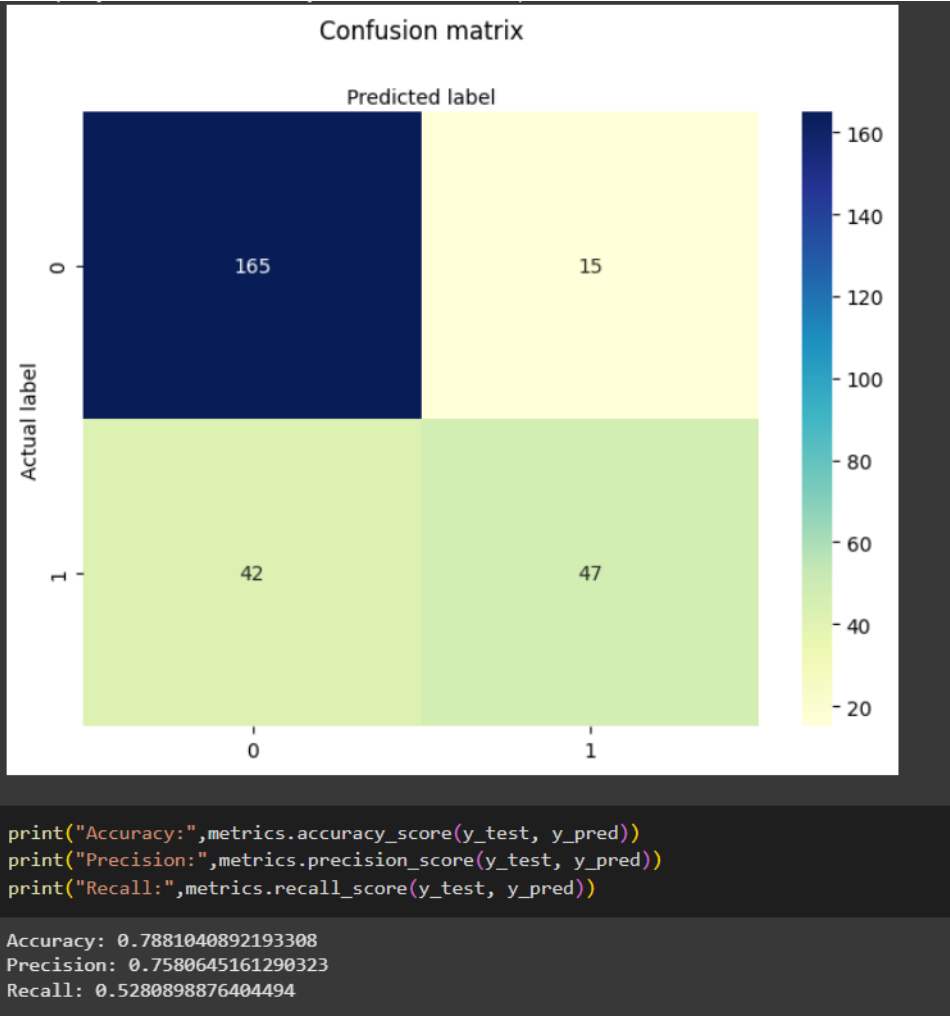 Confusion matrix
Predicted label
160
140
120
100
80
60
40
20
Actual label
0
1
165
15
42
47
0
1
print("Accuracy:",metrics.accuracy_score(y_test, y_pred))
print("Precision:",metrics.precision_score(y_test, y_pred))
print("Recall:",metrics.recall_score(y_test, y_pred))
Accuracy: 0.7881040892193308
Precision: 0.7580645161290323
Recall: 0.5280898876404494